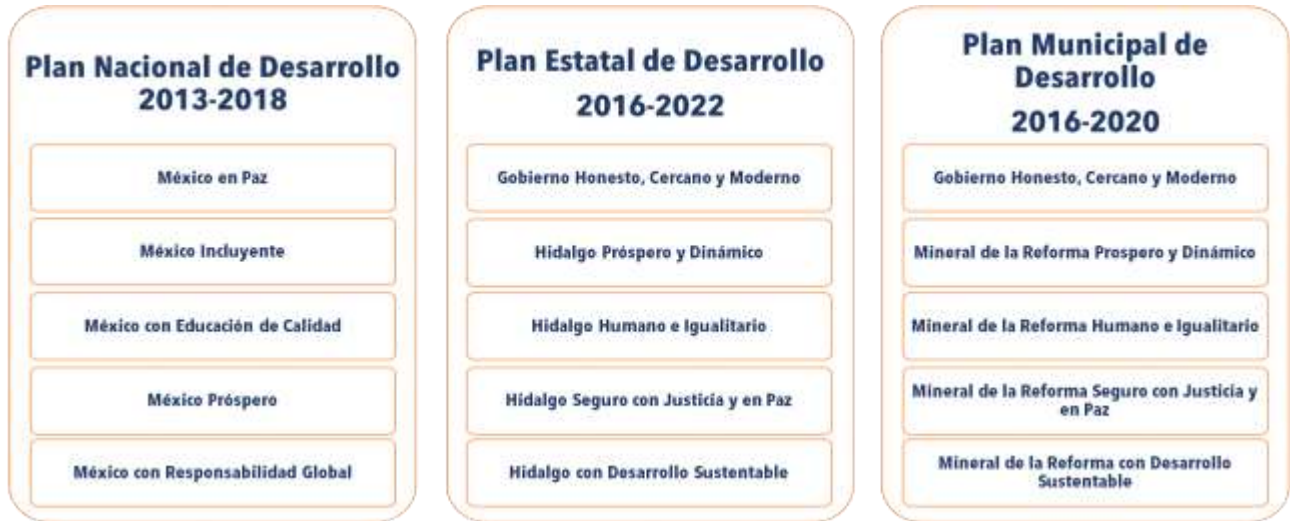 Plan Nacional de Desarrollo
2013-2018
México en Paz
México Incluyente
México con Educación de Calidad
México Próspero
México con Responsabilidad Global
Plan Estatal de Desarrollo
2016-2022
Gobierno Honesto, Cercano y Moderno
Hidalgo Próspero y Dinámico
Hidalgo Humano e Igualitario
Hidalgo Seguro con Justicia y en Paz
Hidalgo con Desarrollo Sustentable
Plan Municipal de
Desarrollo
2016-2020
Gobierno Honesto, Cercano y Moderno
Mineral de la Reforma Prospero y Dinámico
Mineral de la Reforma Humano e Igualitario
Mineral de la Reforma Seguro con Justicia y
en Paz
Mineral de la Reforma con Desarrollo
Sustentable